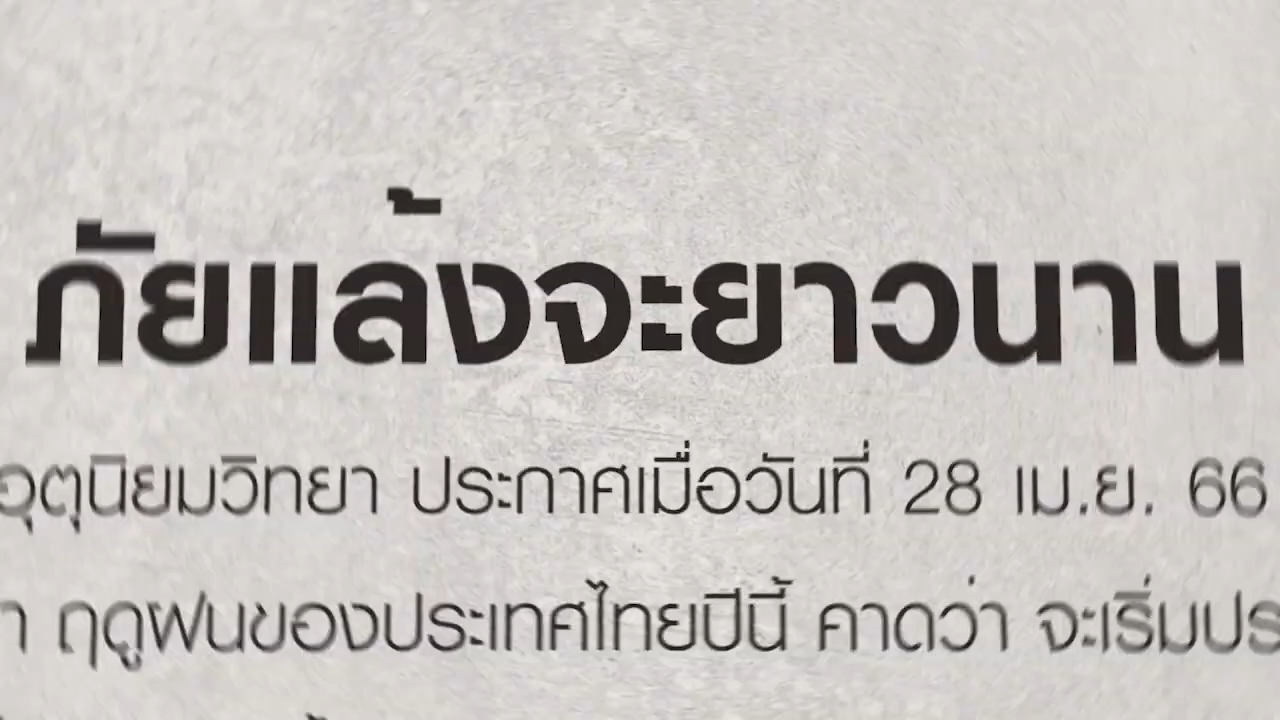 ภัยแล้งจะยาวนาน
อุตุนิยมวิทยา ประกาศเมื่อวันที่ 28 เม.ย. 66
ฤดูฝนของประเทศไทยปีนี้ คาดว่า จะเริ่ม